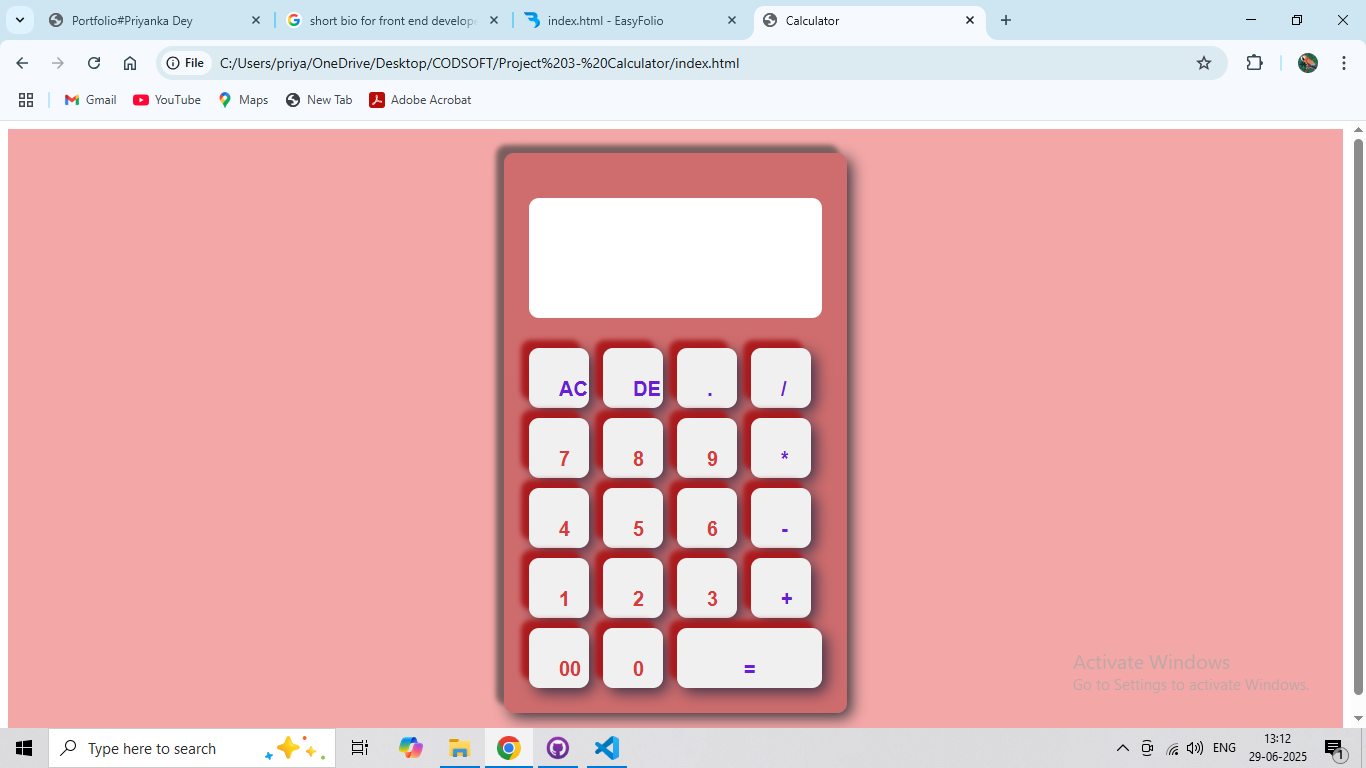 Portfolio#Priyanka Dey
short bio for front end develope
index.html - EasyFolio
Calculator
File
C:/Users/priya/OneDrive/Desktop/CODSOFT/Project%203-%20Calculator/index.html
Gmail
YouTube
Maps
New Tab
Adobe Acrobat
AC DE . /
7 8 9 *
4 5 6 -
1 2 3 +
00 0 =
Activate Windows
Go to Settings to activate Windows.
Type here to search
ENG
13:12
29-06-2025
1